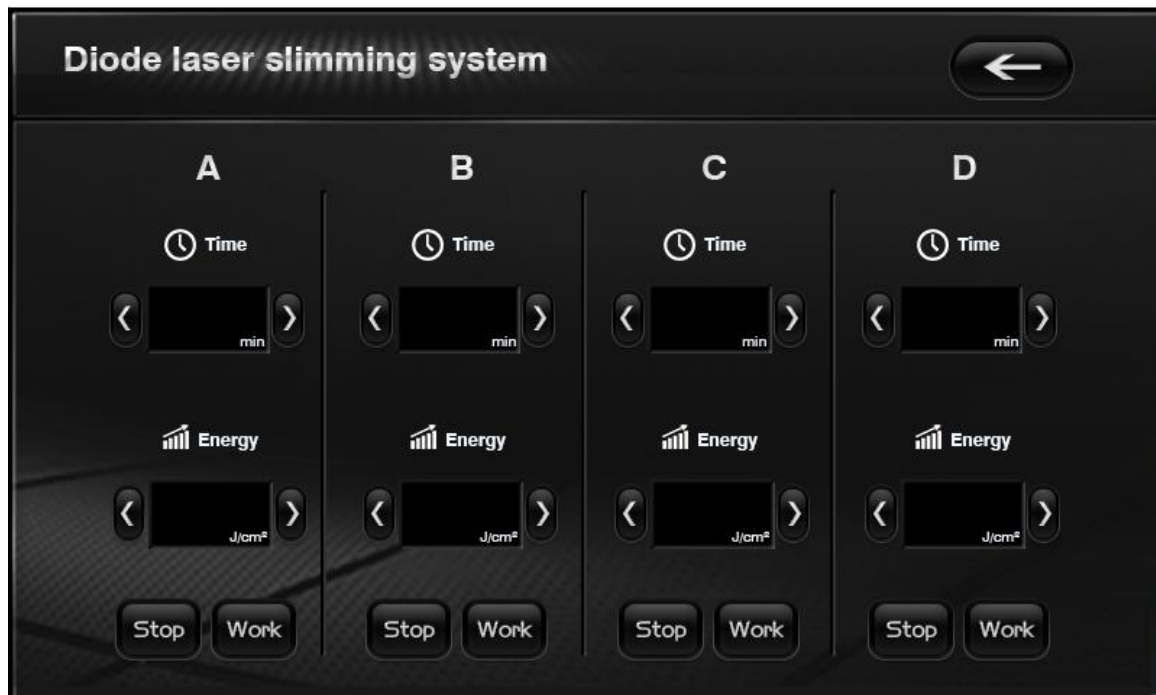 Diode laser slimming system
A B C D
Time Time Time Time
min min min min
Energy Energy Energy Energy
J/cm² J/cm² J/cm² J/cm²
Stop Work Stop Work Stop Work Stop Work